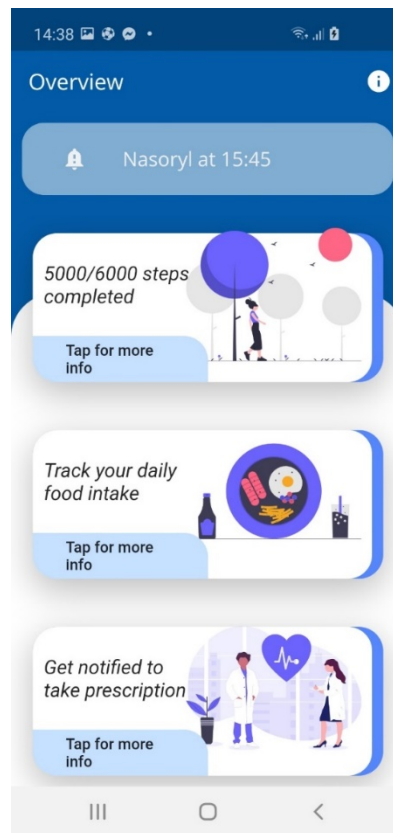 14:38
Overview
Nasoryl at 15:45
5000/6000 steps
completed
Tap for more
info
Track your daily
food intake
Tap for more
info
Get notified to
take prescription
Tap for more
info